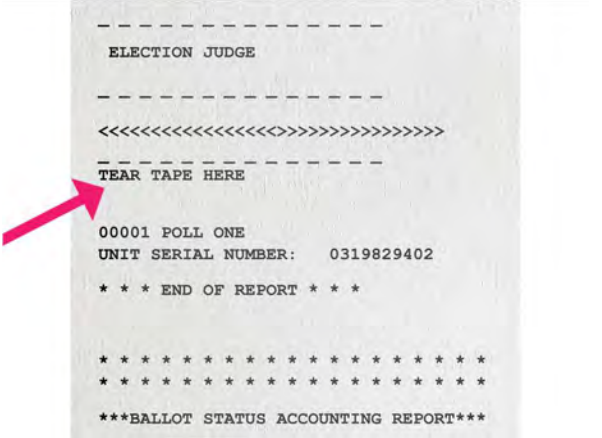 _ _ _ _ _ _ _ _ _ _ _ _ _ _ _
ELECTION JUDGE
_ _ _ _ _ _ _ _ _ _ _ _ _ _ _
<<<<<<<<<<<<<<<<<>>>>>>>>>>>>>>>>
_ _ _ _ _ _ _ _ _ _ _ _ _ _ _
TEAR TAPE HERE
00001 POLL ONE
UNIT SERIAL NUMBER: 0319829402
* * * END OF REPORT * * *
* * * * * * * * * * * * * * * * * * *
* * * * * * * * * * * * * * * * * * *
***BALLOT STATUS ACCOUNTING REPORT***